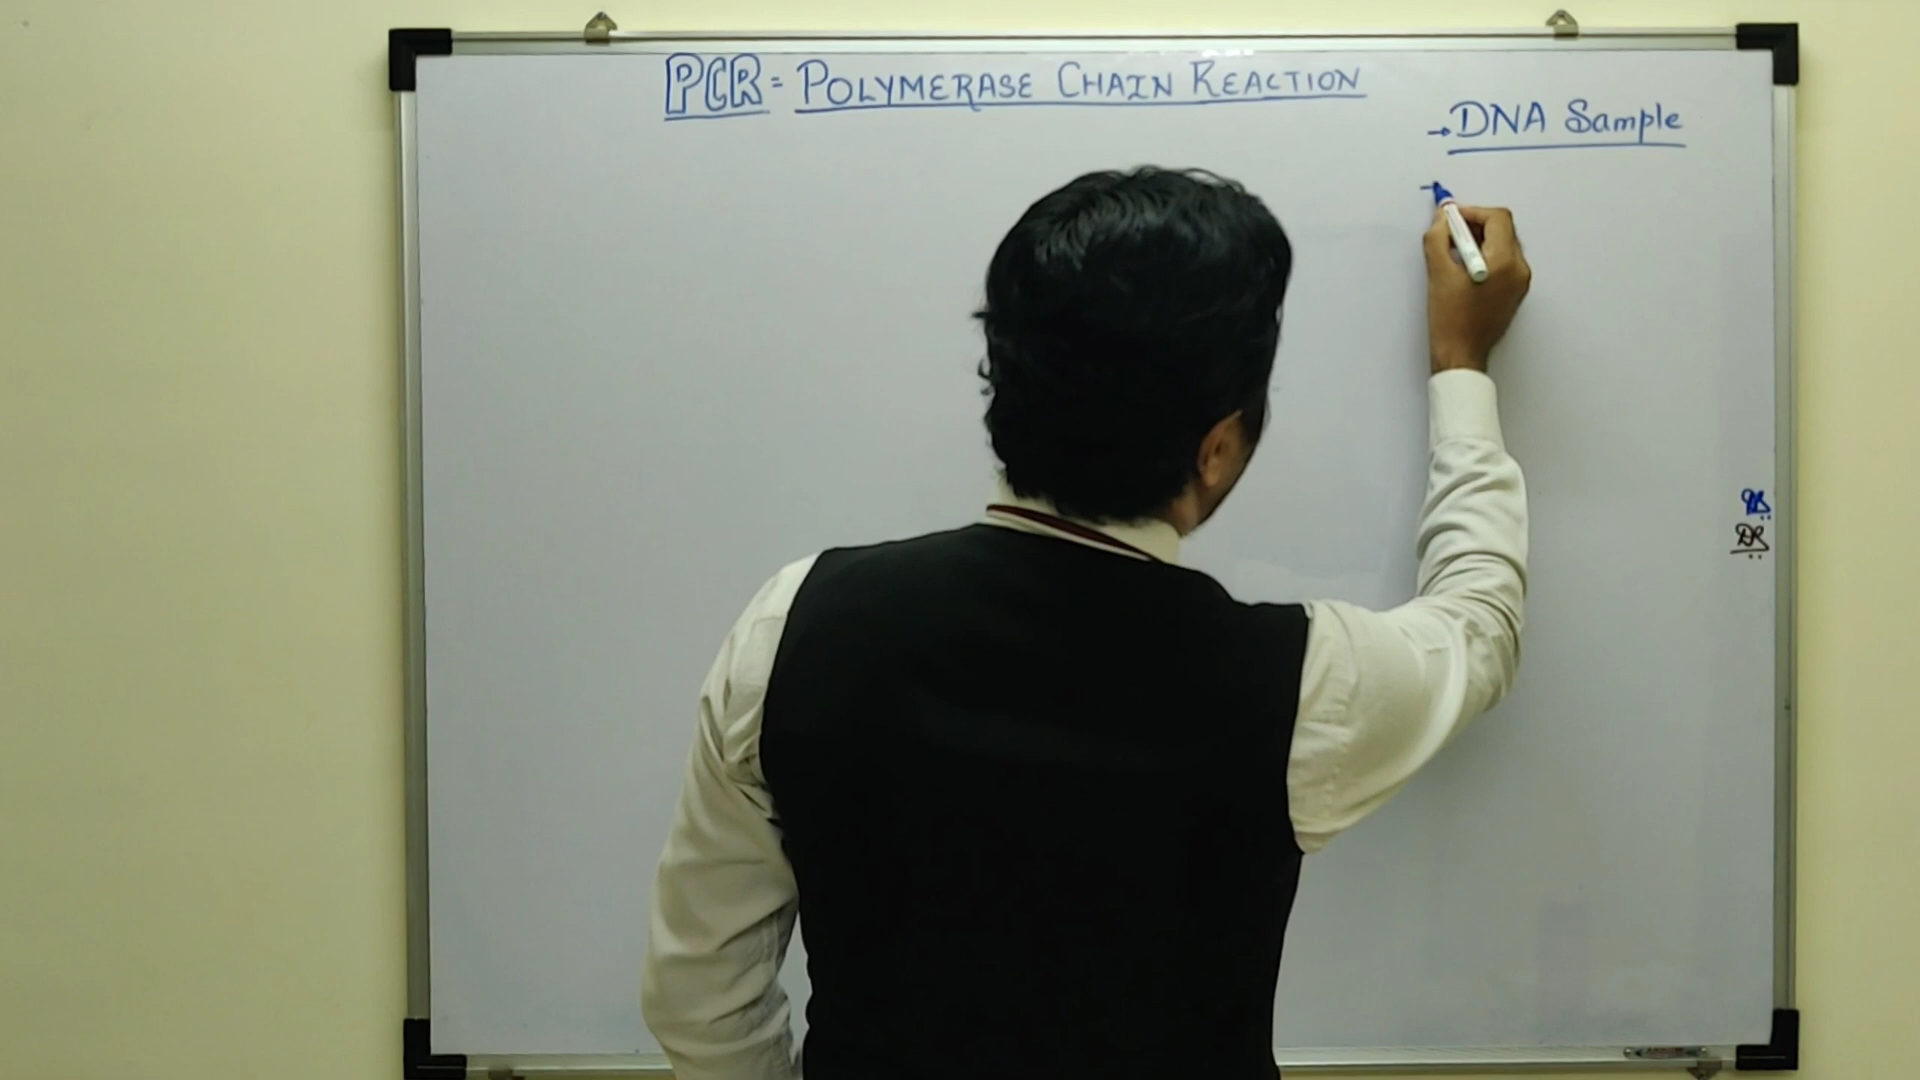 PCR = POLYMERASE CHAIN REACTION
→ DNA Sample